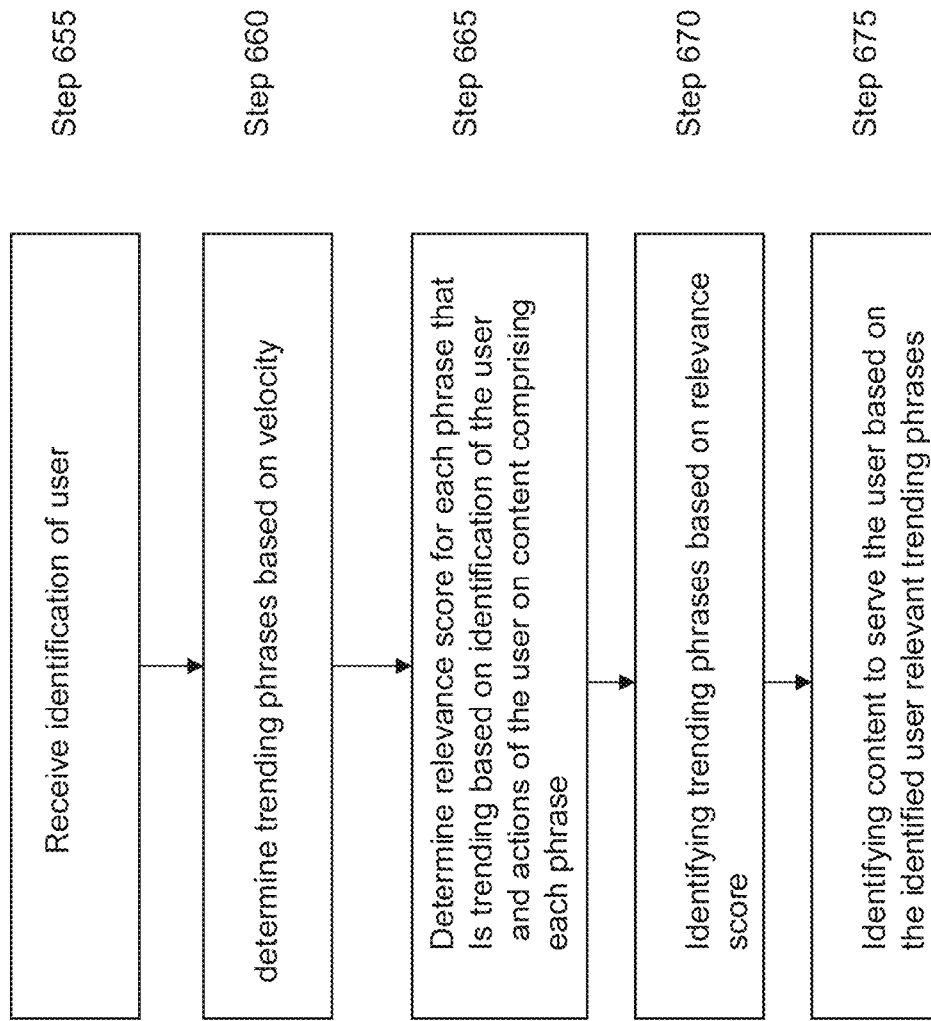 Receive identification of user
Step 655
determine trending phrases based on velocity
Step 660
Determine relevance score for each phrase that
Is trending based on identification of the user
and actions of the user on content comprising
each phrase
Step 665
Identifying trending phrases based on relevance
score
Step 670
Identifying content to serve the user based on
the identified user relevant trending phrases
Step 675